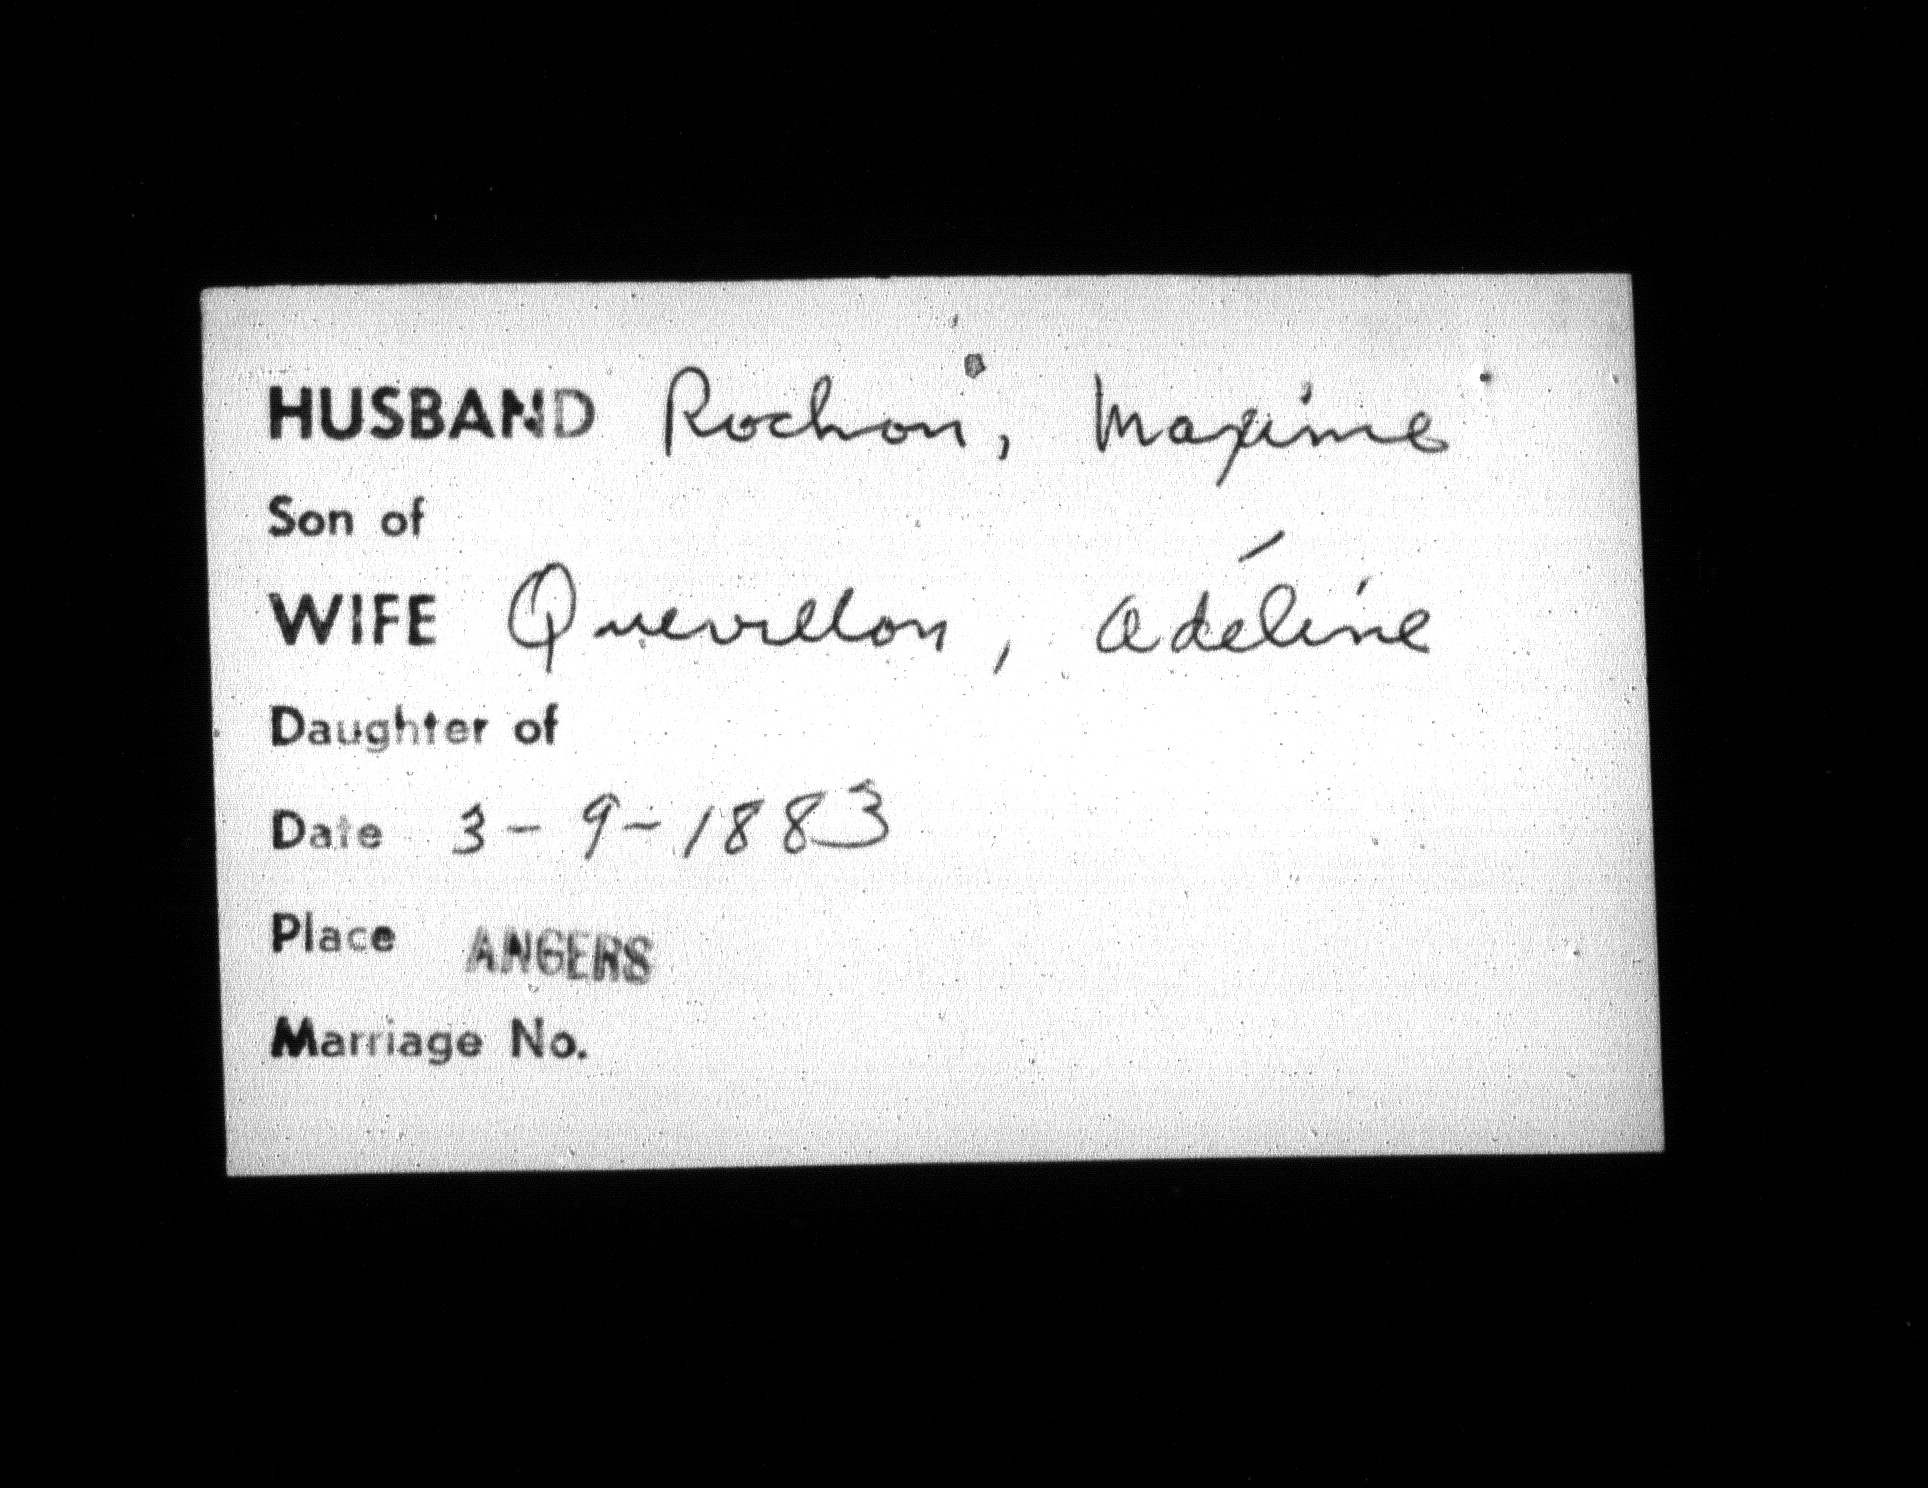 HUSBAND Rochon, Maxime
Son of
WIFE Quevillon, Adéline
Daughter of
Date 3-9-1883
Place ANGERS
Marriage No.